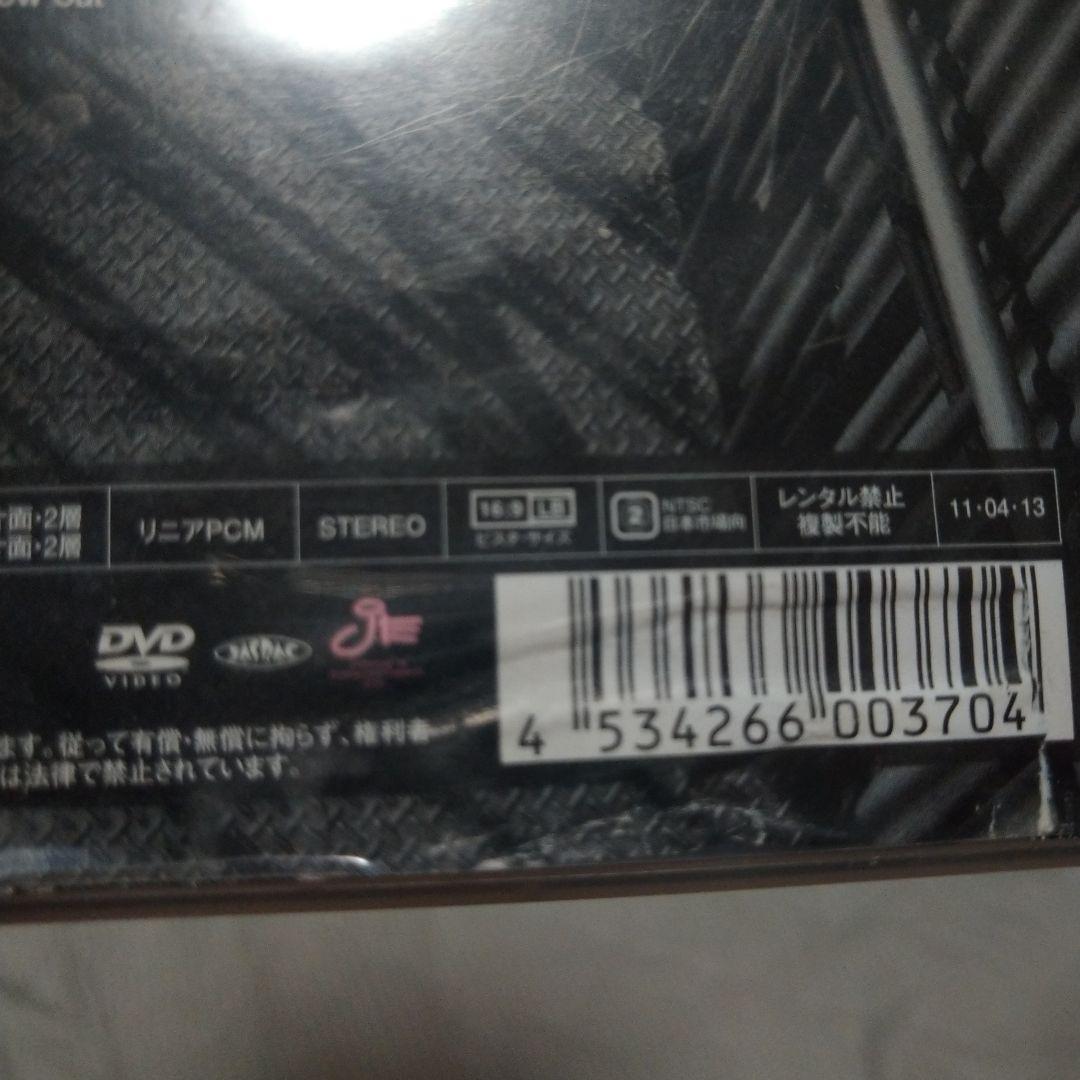 片面・2層
片面・2層
リニアPCM
STEREO
16:9 LB
ビスタ・サイズ
2
NTSC
日本市場向
レンタル禁止
複製不能
11・04・13
DVD
VIDEO
JASRAC
4 534266 003704
ます。従って有償・無償に拘らず、権利者
は法律で禁止されています。